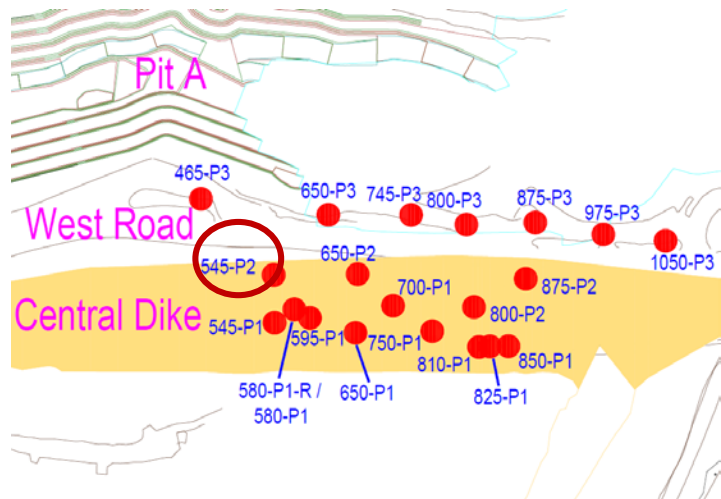 Pit A
465-P3
650-P3
745-P3
800-P3
875-P3
975-P3
1050-P3
West Road
545-P2
650-P2
875-P2
700-P1
800-P2
Central Dike
545-P1
595-P1
750-P1
810-P1
850-P1
580-P1-R /
580-P1
650-P1
825-P1